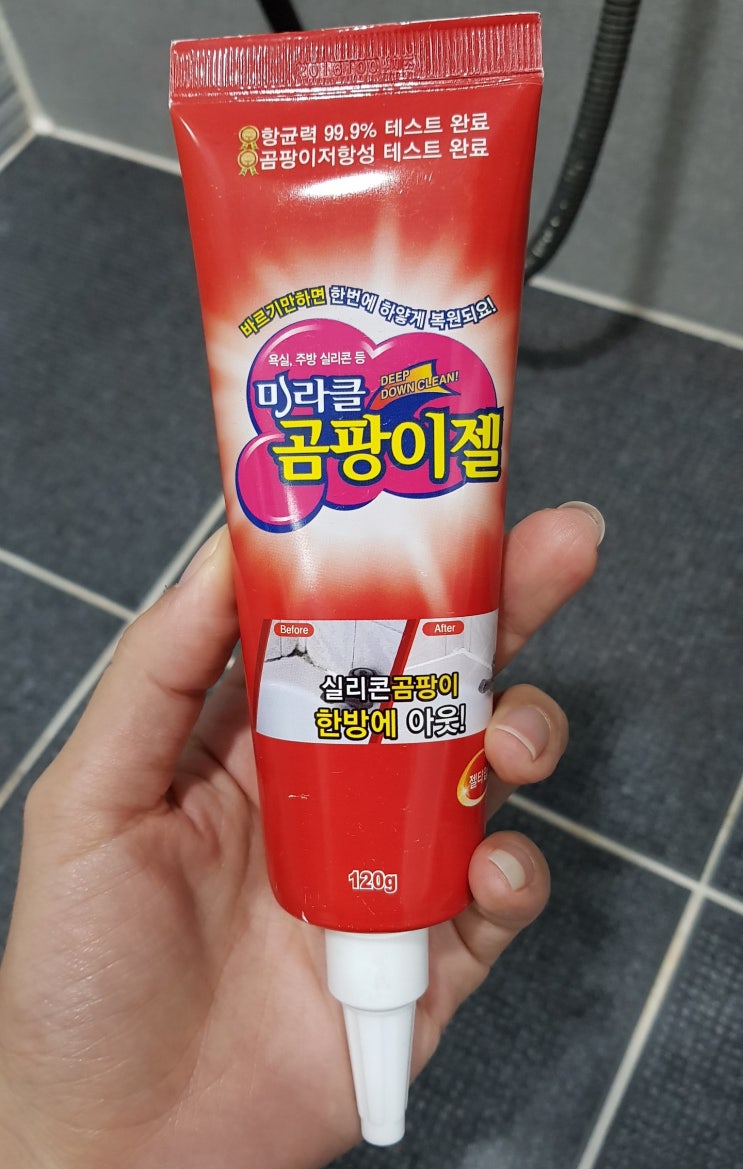 항균력 99.9% 테스트 완료
곰팡이저항성 테스트 완료
바르기만하면 한번에 하얗게 복원되요!
욕실, 주방 실리콘 등
DEEP
DOWN CLEAN!
미라클
곰팡이젤
Before
After
실리콘곰팡이
한방에 아웃!
젤타입
120g